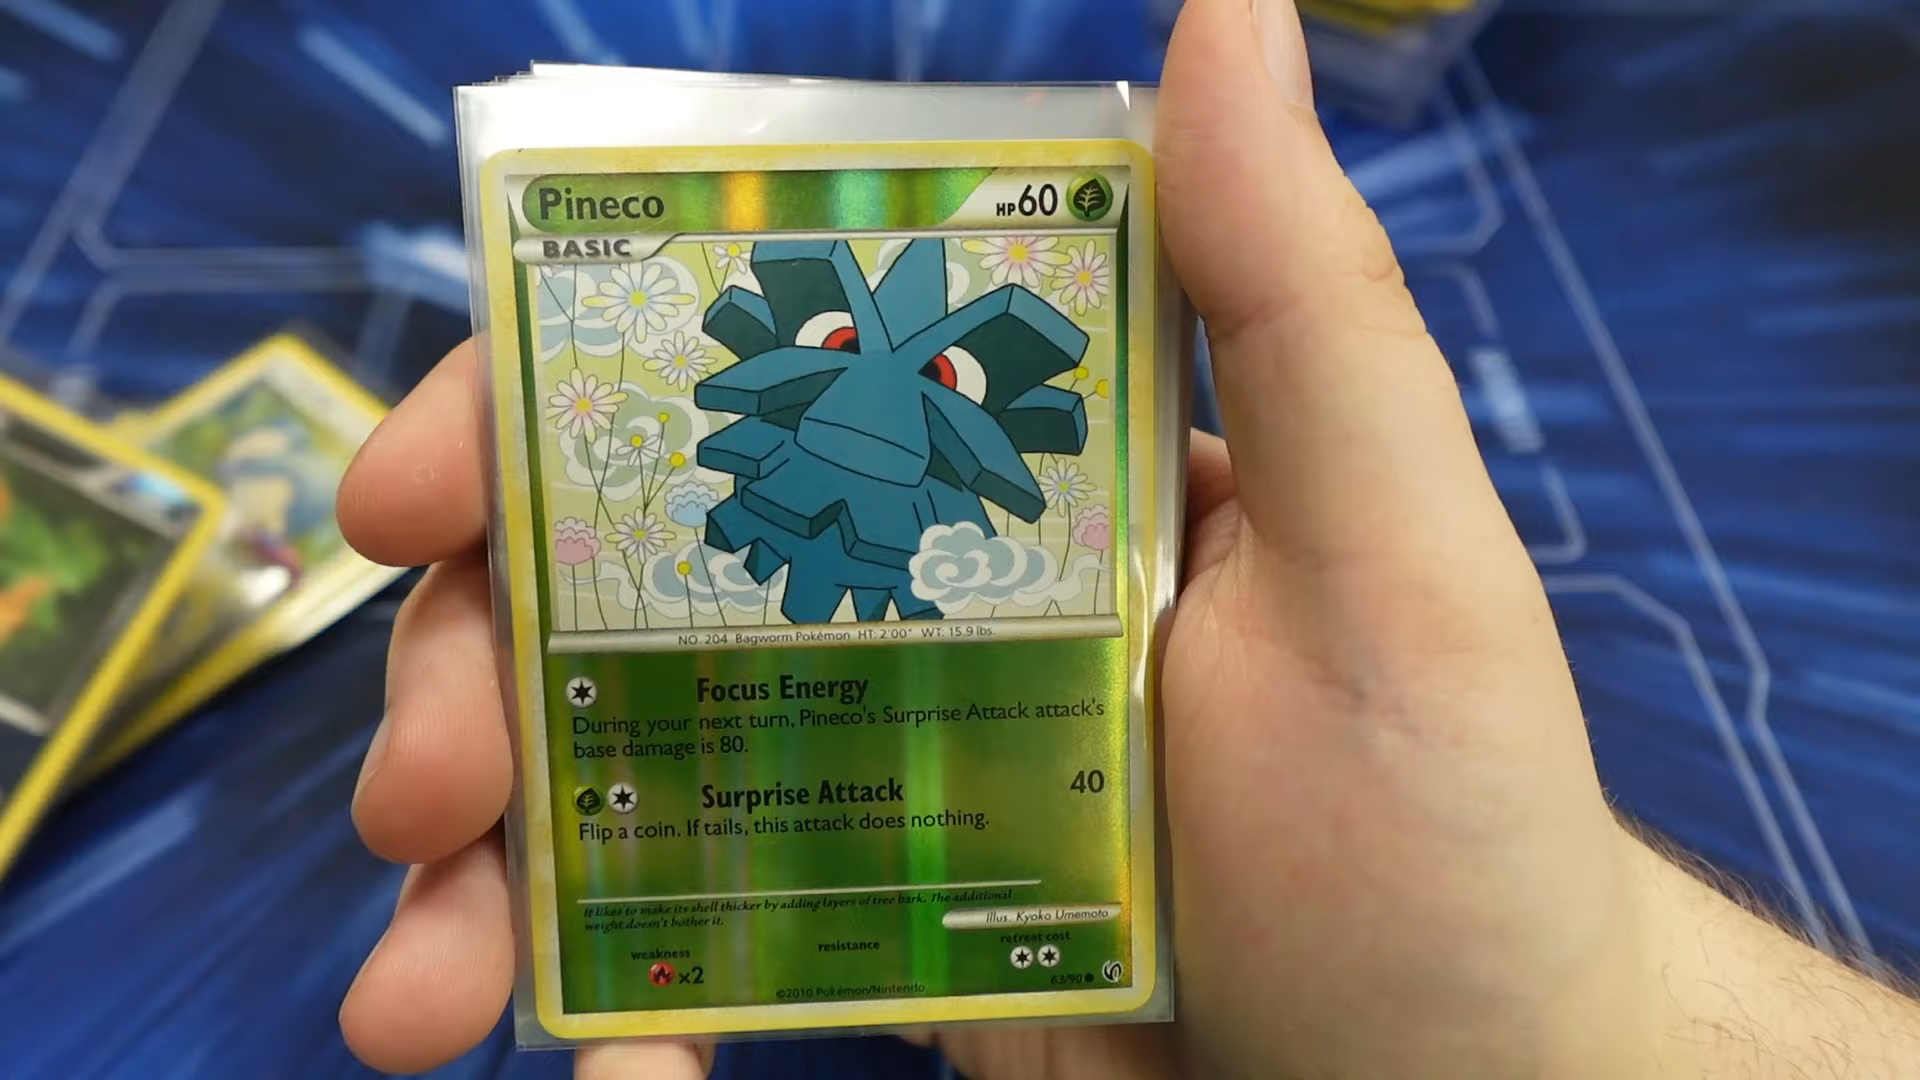 Pineco
HP60
BASIC
NO. 204 Bagworm Pokémon HT: 2'00" WT: 15.9 lbs.
Focus Energy
During your next turn, Pineco's Surprise Attack attack's
base damage is 80.
Surprise Attack 40
Flip a coin. If tails, this attack does nothing.
It likes to make its shell thicker by adding layers of tree bark. The additional
weight doesn't bother it.
Illus. Kyoko Umemoto
weakness resistance retreat cost
x2
©2010 Pokémon/Nintendo
63/90